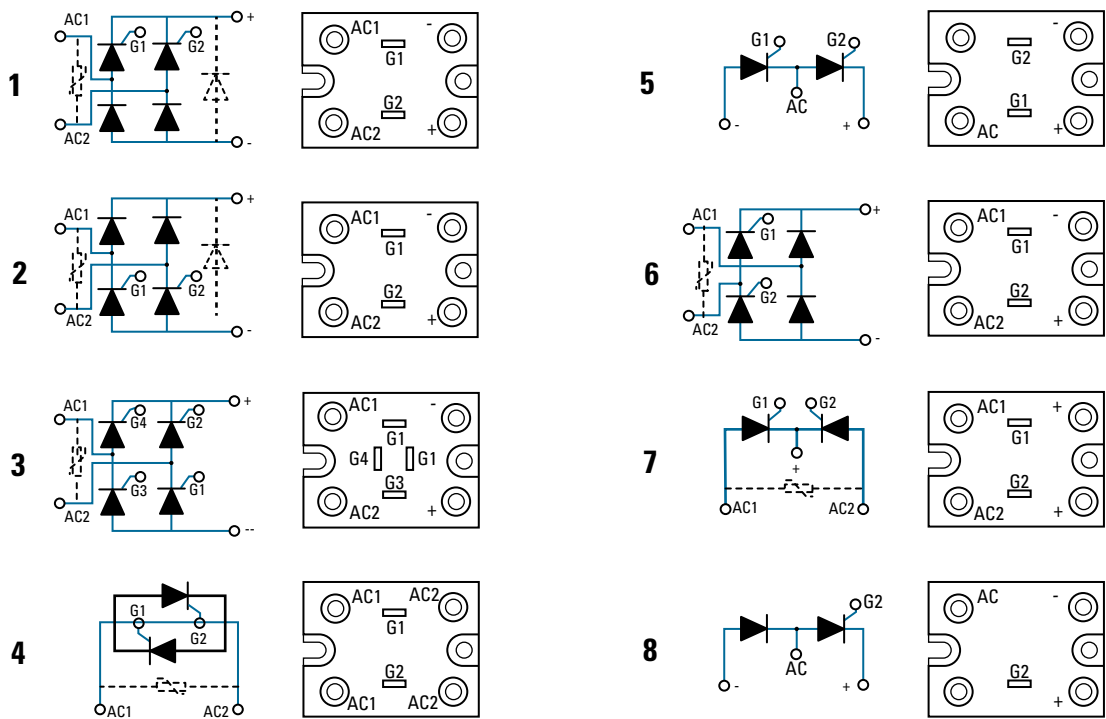 1
AC1
AC2
G1
G2
+
-
AC1
-
G1
G2
AC2
+
2
AC1
AC2
G1
G2
+
-
AC1
-
G1
G2
AC2
+
3
AC1
AC2
G4
G2
G3
G1
+
--
AC1
-
G1
G4
G1
G3
AC2
+
4
G1
G2
AC1
AC2
AC1
AC2
G1
G2
AC1
AC2
5
G1
G2
AC
-
+
-
G2
G1
AC
+
6
AC1
AC2
G1
G2
+
-
AC1
-
G1
G2
AC2
+
7
G1
G2
+
AC1
AC2
AC1
+
G1
G2
AC2
+
8
G2
AC
-
+
AC
-
G2
+